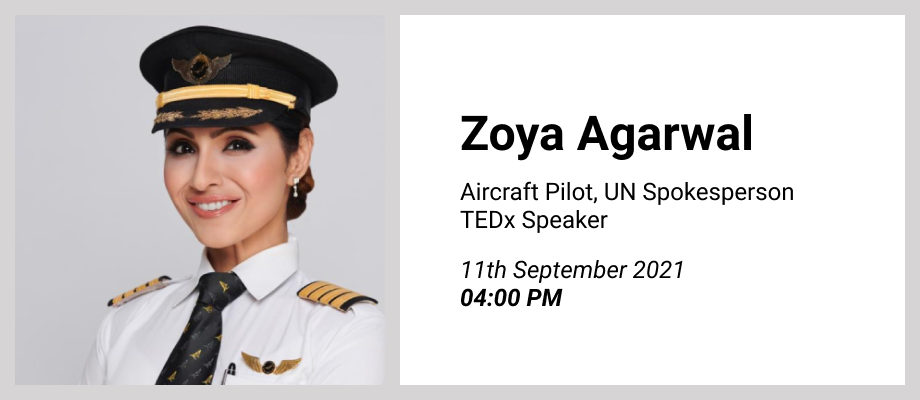 Zoya Agarwal
Aircraft Pilot, UN Spokesperson
TEDx Speaker
11th September 2021
04:00 PM